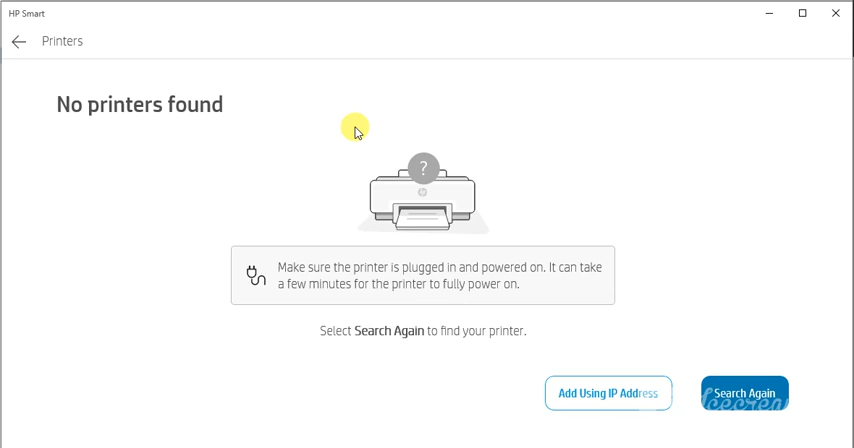 HP Smart
Printers
No printers found
?
hp
Make sure the printer is plugged in and powered on. It can take
a few minutes for the printer to fully power on.
Select Search Again to find your printer.
Add Using IP Address
Search Again
Icecream